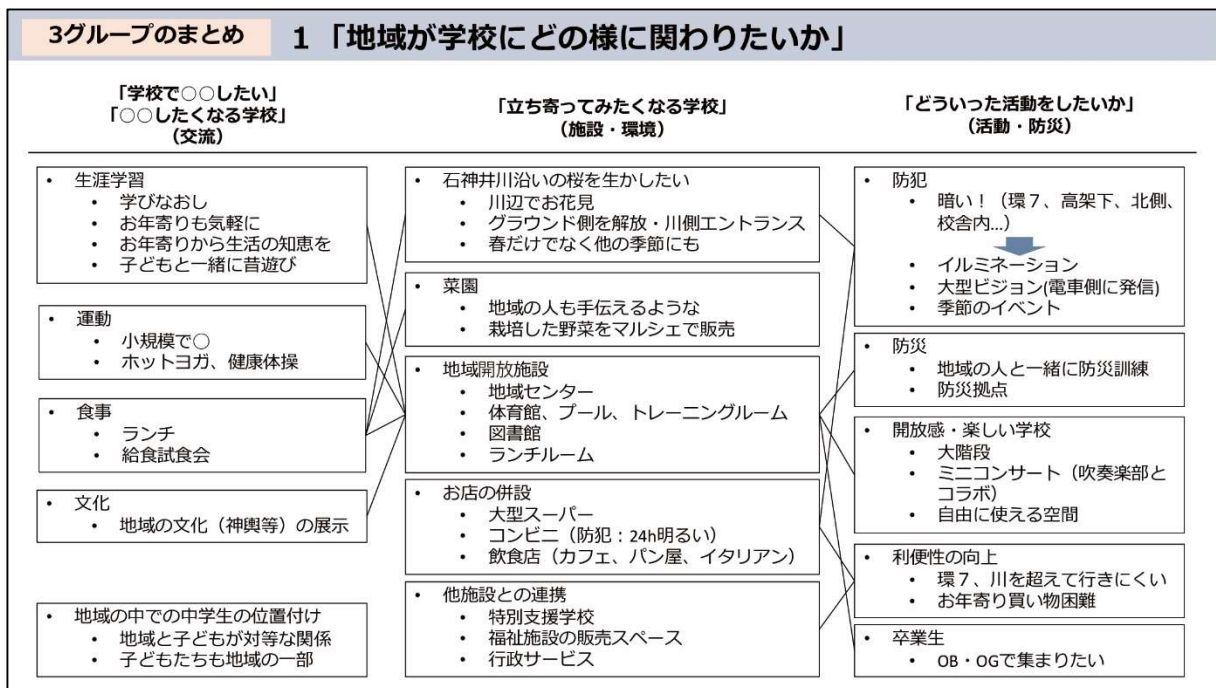 3グループのまとめ
1 「地域が学校にどの様に関わりたいか」
「学校で○○したい」
「○○したくなる学校」
(交流)
• 生涯学習
• 学びなおし
• お年寄りも気軽に
• お年寄りから生活の知恵を
• 子どもと一緒に昔遊び
• 運動
• 小規模で○
• ホットヨガ、健康体操
• 食事
• ランチ
• 給食試食会
• 文化
• 地域の文化（神輿等）の展示
• 地域の中での中学生の位置付け
• 地域と子どもが対等な関係
• 子どもたちも地域の一部
「立ち寄ってみたくなる学校」
(施設・環境)
• 石神井川沿いの桜を生かしたい
• 川辺でお花見
• グラウンド側を解放・川側エントランス
• 春だけでなく他の季節にも
• 菜園
• 地域の人も手伝えるような
• 栽培した野菜をマルシェで販売
• 地域開放施設
• 地域センター
• 体育館、プール、トレーニングルーム
• 図書館
• ランチルーム
• お店の併設
• 大型スーパー
• コンビニ（防犯：24h明るい）
• 飲食店（カフェ、パン屋、イタリアン）
• 他施設との連携
• 特別支援学校
• 福祉施設の販売スペース
• 行政サービス
「どういった活動をしたいか」
(活動・防災)
• 防犯
• 暗い！（環７、高架下、北側、
校舎内...）
• イルミネーション
• 大型ビジョン(電車側に発信)
• 季節のイベント
• 防災
• 地域の人と一緒に防災訓練
• 防災拠点
• 開放感・楽しい学校
• 大階段
• ミニコンサート（吹奏楽部と
コラボ）
• 自由に使える空間
• 利便性の向上
• 環７、川を超えて行きにくい
• お年寄り買い物困難
• 卒業生
• OB・OGで集まりたい